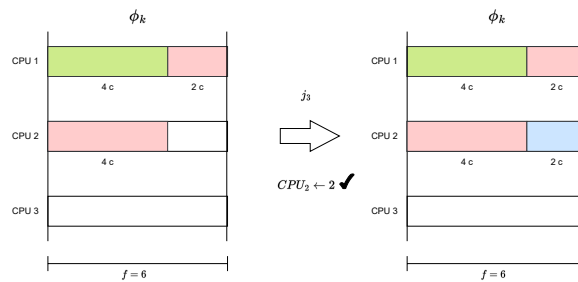 ϕₖ ϕₖ
CPU 1 CPU 1
4 c 2 c 4 c 2 c
j₃
CPU 2 CPU 2
4 c 4 c 2 c
CPU₂ ← 2 ✔
CPU 3 CPU 3
f = 6 f = 6